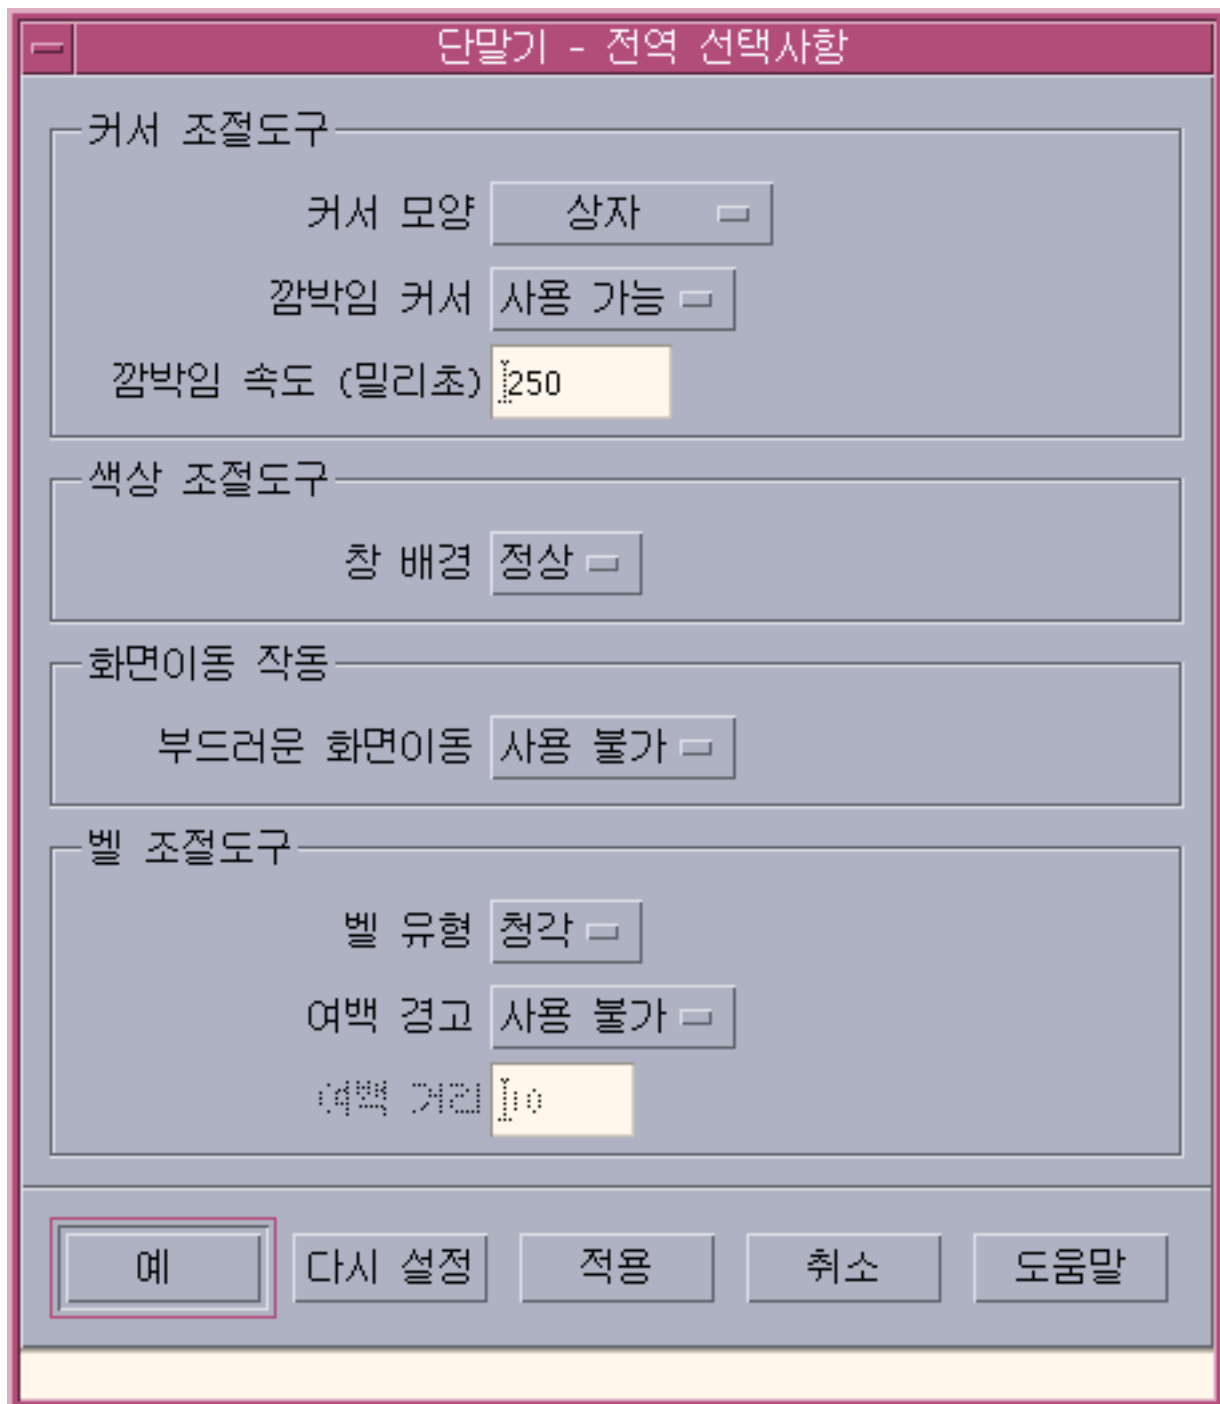 단말기 - 전역 선택사항
커서 조절도구
커서 모양 상자
깜박임 커서 사용 가능
깜박임 속도 (밀리초) 250
색상 조절도구
창 배경 정상
화면이동 작동
부드러운 화면이동 사용 불가
벨 조절도구
벨 유형 청각
여백 경고 사용 불가
여백 거리 10
예 다시 설정 적용 취소 도움말